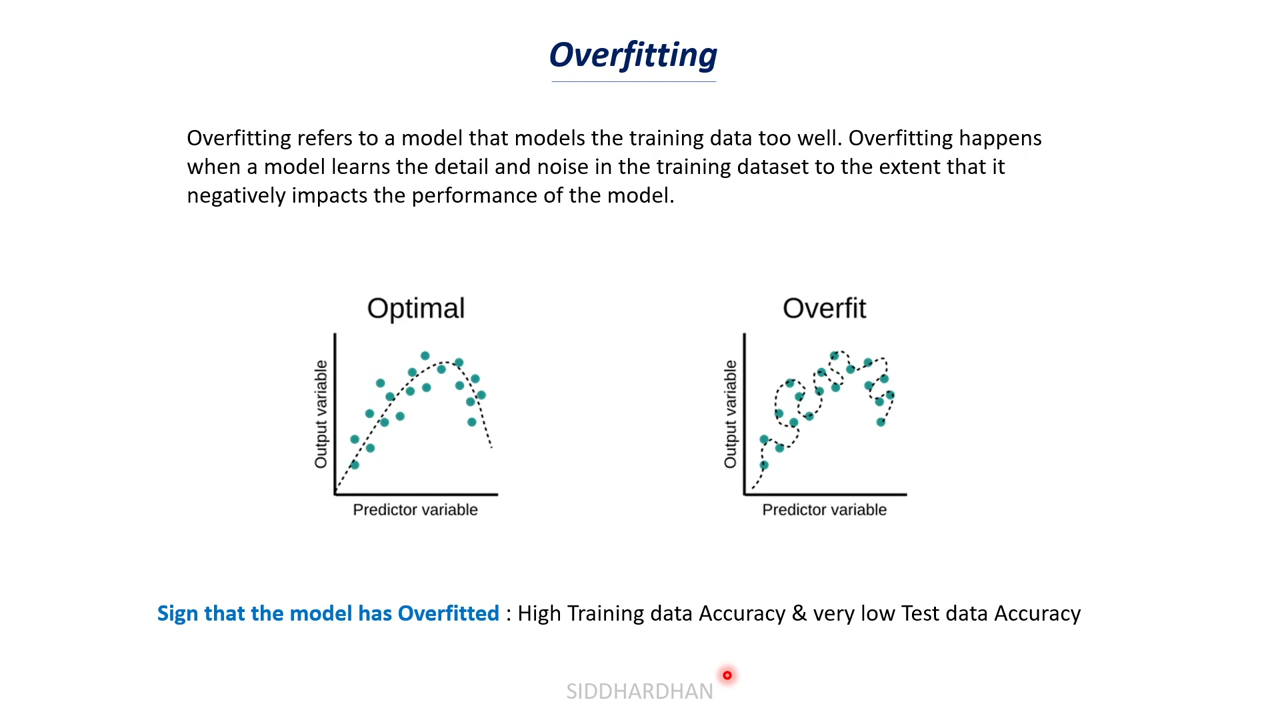 Overfitting
Overfitting refers to a model that models the training data too well. Overfitting happens
when a model learns the detail and noise in the training dataset to the extent that it
negatively impacts the performance of the model.
Optimal
Output variable
Predictor variable
Overfit
Output variable
Predictor variable
Sign that the model has Overfitted : High Training data Accuracy & very low Test data Accuracy
SIDDHARDHAN